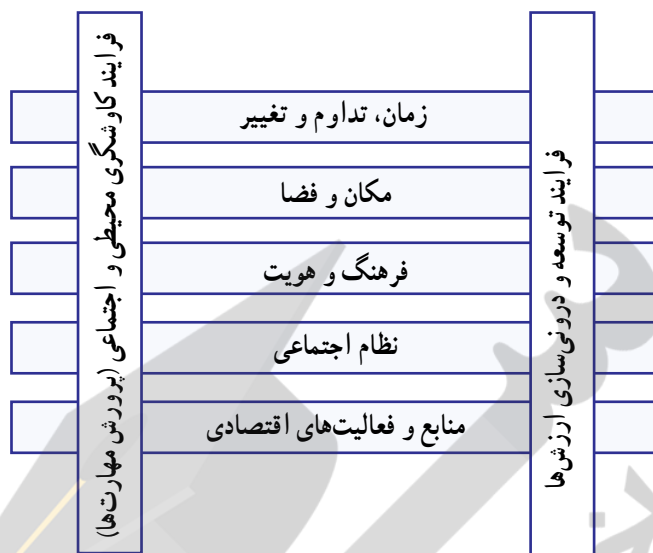 فرایند توسعه و درونی‌سازی ارزش‌ها
زمان، تداوم و تغییر
مکان و فضا
فرهنگ و هویت
نظام اجتماعی
منابع و فعالیت‌های اقتصادی
فرایند کاوشگری محیطی و اجتماعی (پرورش مهارت‌ها)